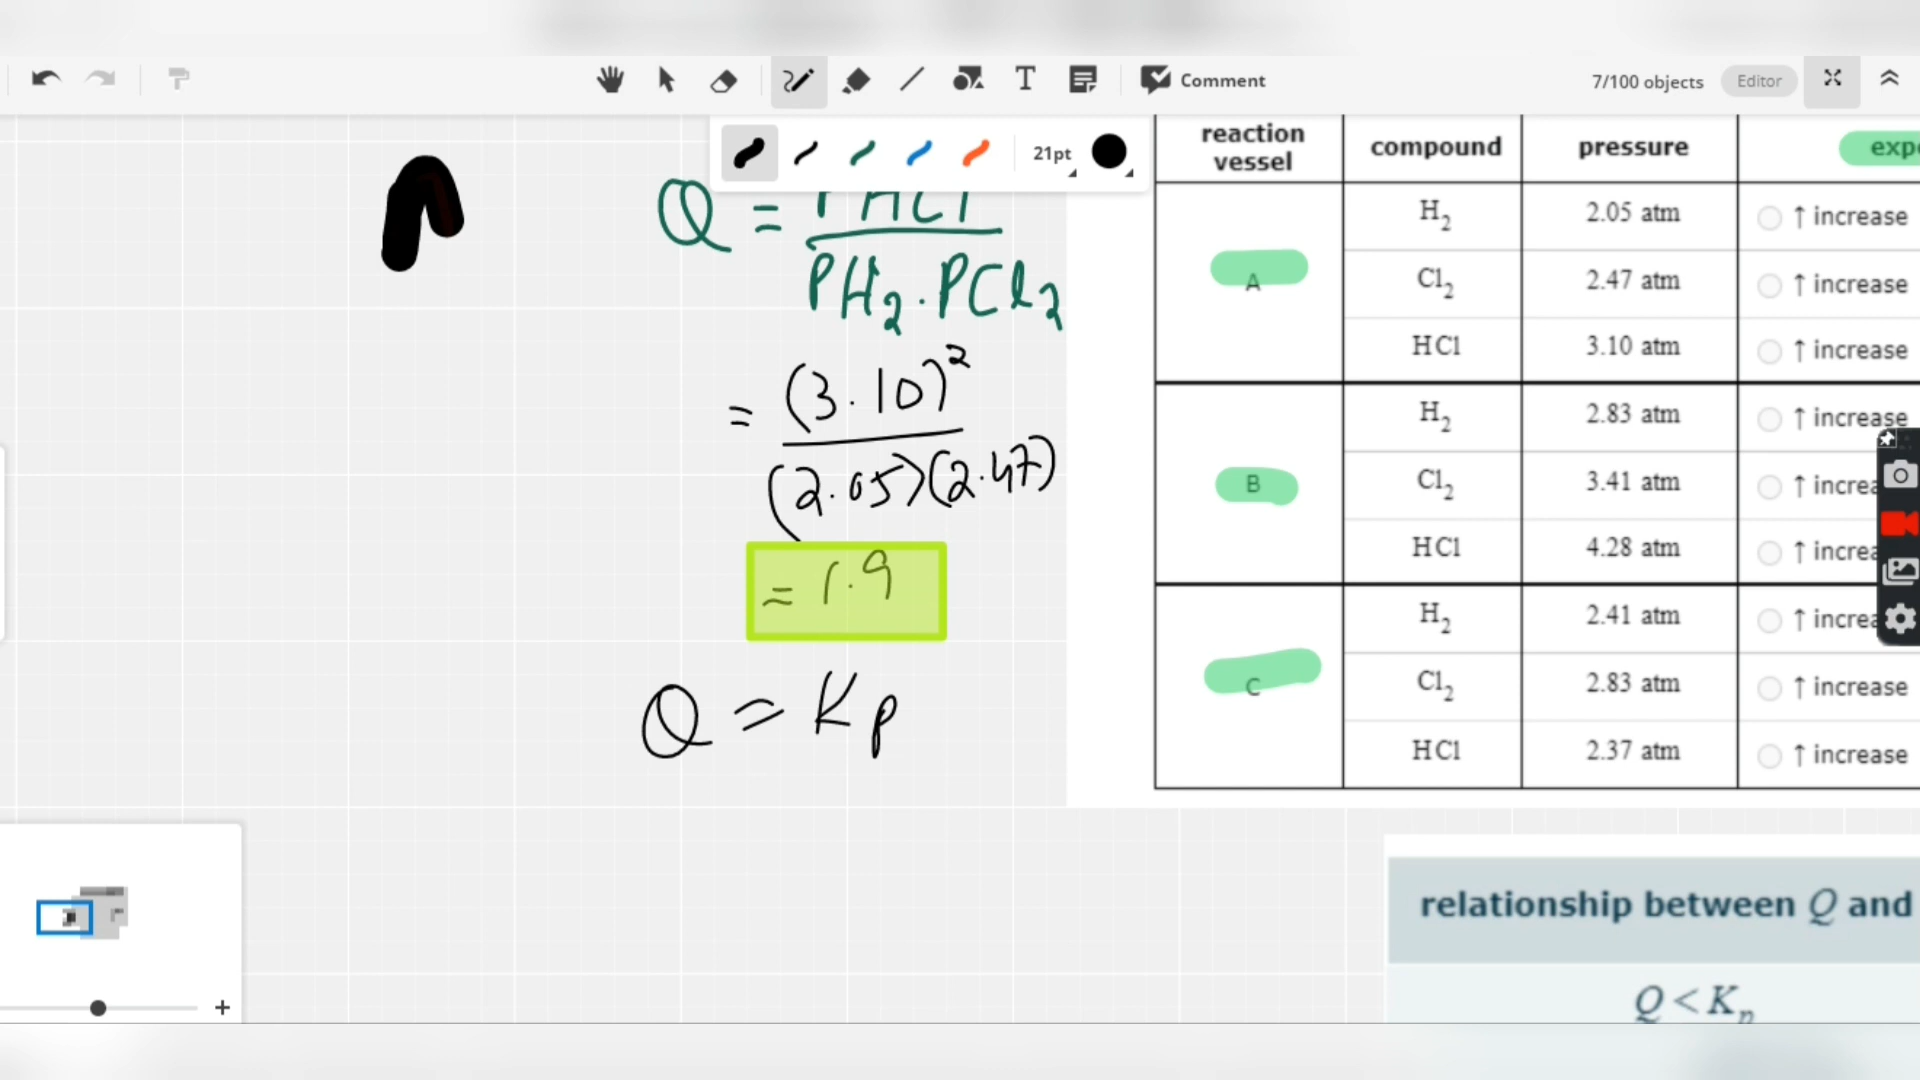 Comment
7/100 objects
Editor
21pt
Q =
PH2.PCl2
= (3.10)²
(2.05)(2.47)
= 1.9
Q = Kp
reaction vessel compound pressure
A H2 2.05 atm ↑ increase
Cl2 2.47 atm ↑ increase
HCl 3.10 atm ↑ increase
B H2 2.83 atm ↑ increase
Cl2 3.41 atm ↑ increa
HCl 4.28 atm ↑ increa
C H2 2.41 atm ↑ increa
Cl2 2.83 atm ↑ increase
HCl 2.37 atm ↑ increase
relationship between Q and
Q < Kp